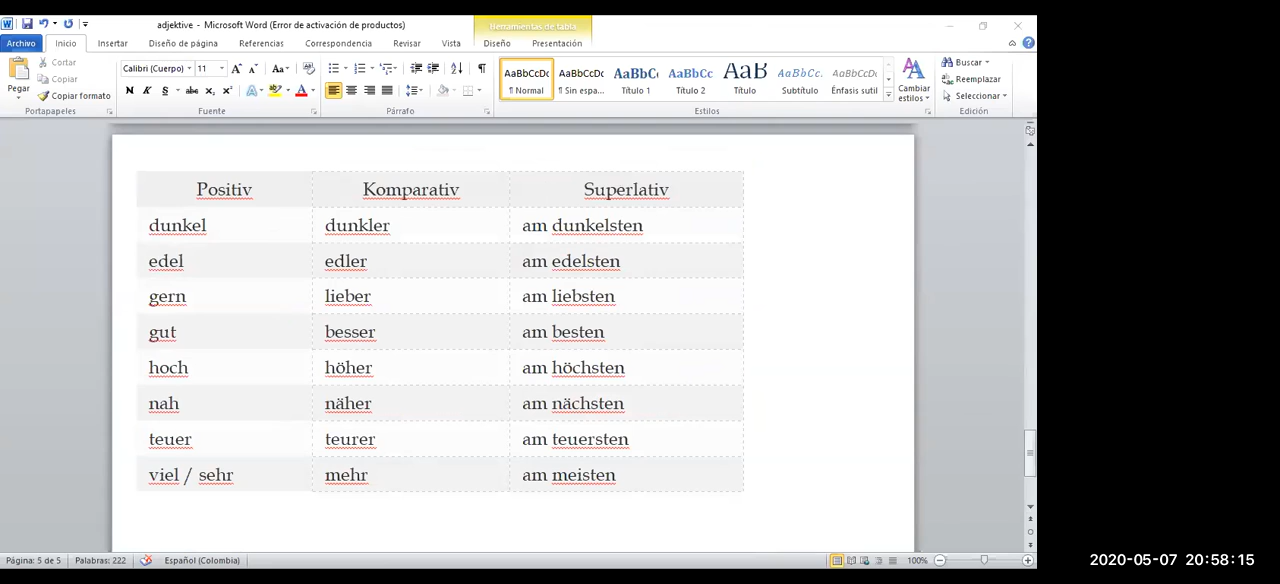 adjektive - Microsoft Word (Error de activación de productos)
Herramientas de tabla
Archivo Inicio Insertar Diseño de página Referencias Correspondencia Revisar Vista Diseño Presentación
Pegar
Cortar
Copiar
Copiar formato
Portapapeles
Calibri (Cuerpo) 11
N K S abc x₂ x²
Fuente
Párrafo
AaBbCcDc AaBbCcDc AaBbC AaBbCc AaB AaBbCc. AaBbCcDc
¶ Normal ¶ Sin espa... Título 1 Título 2 Título Subtítulo Énfasis sutil
Cambiar estilos
Estilos
Buscar
Reemplazar
Seleccionar
Edición
Positiv Komparativ Superlativ
dunkel dunkler am dunkelsten
edel edler am edelsten
gern lieber am liebsten
gut besser am besten
hoch höher am höchsten
nah näher am nächsten
teuer teurer am teuersten
viel / sehr mehr am meisten
Página: 5 de 5 Palabras: 222 Español (Colombia) 100%
2020-05-07 20:58:15